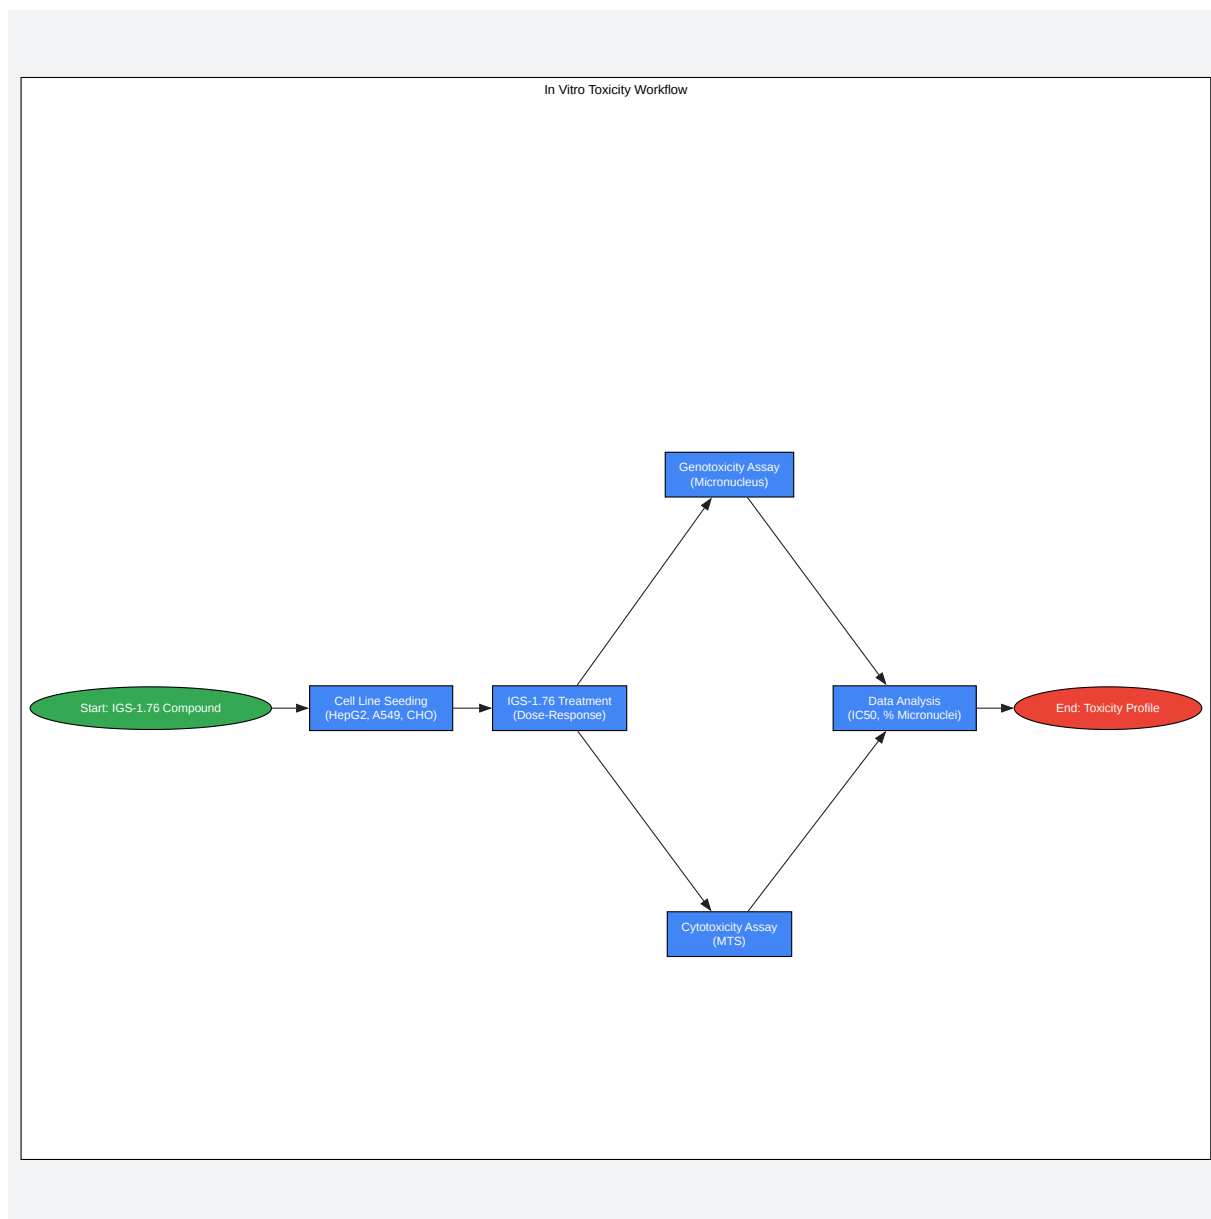 In Vitro Toxicity Workflow
Start: IGS-1.76 Compound
Cell Line Seeding
(HepG2, A549, CHO)
IGS-1.76 Treatment
(Dose-Response)
Genotoxicity Assay
(Micronucleus)
Cytotoxicity Assay
(MTS)
Data Analysis
(IC50, % Micronuclei)
End: Toxicity Profile